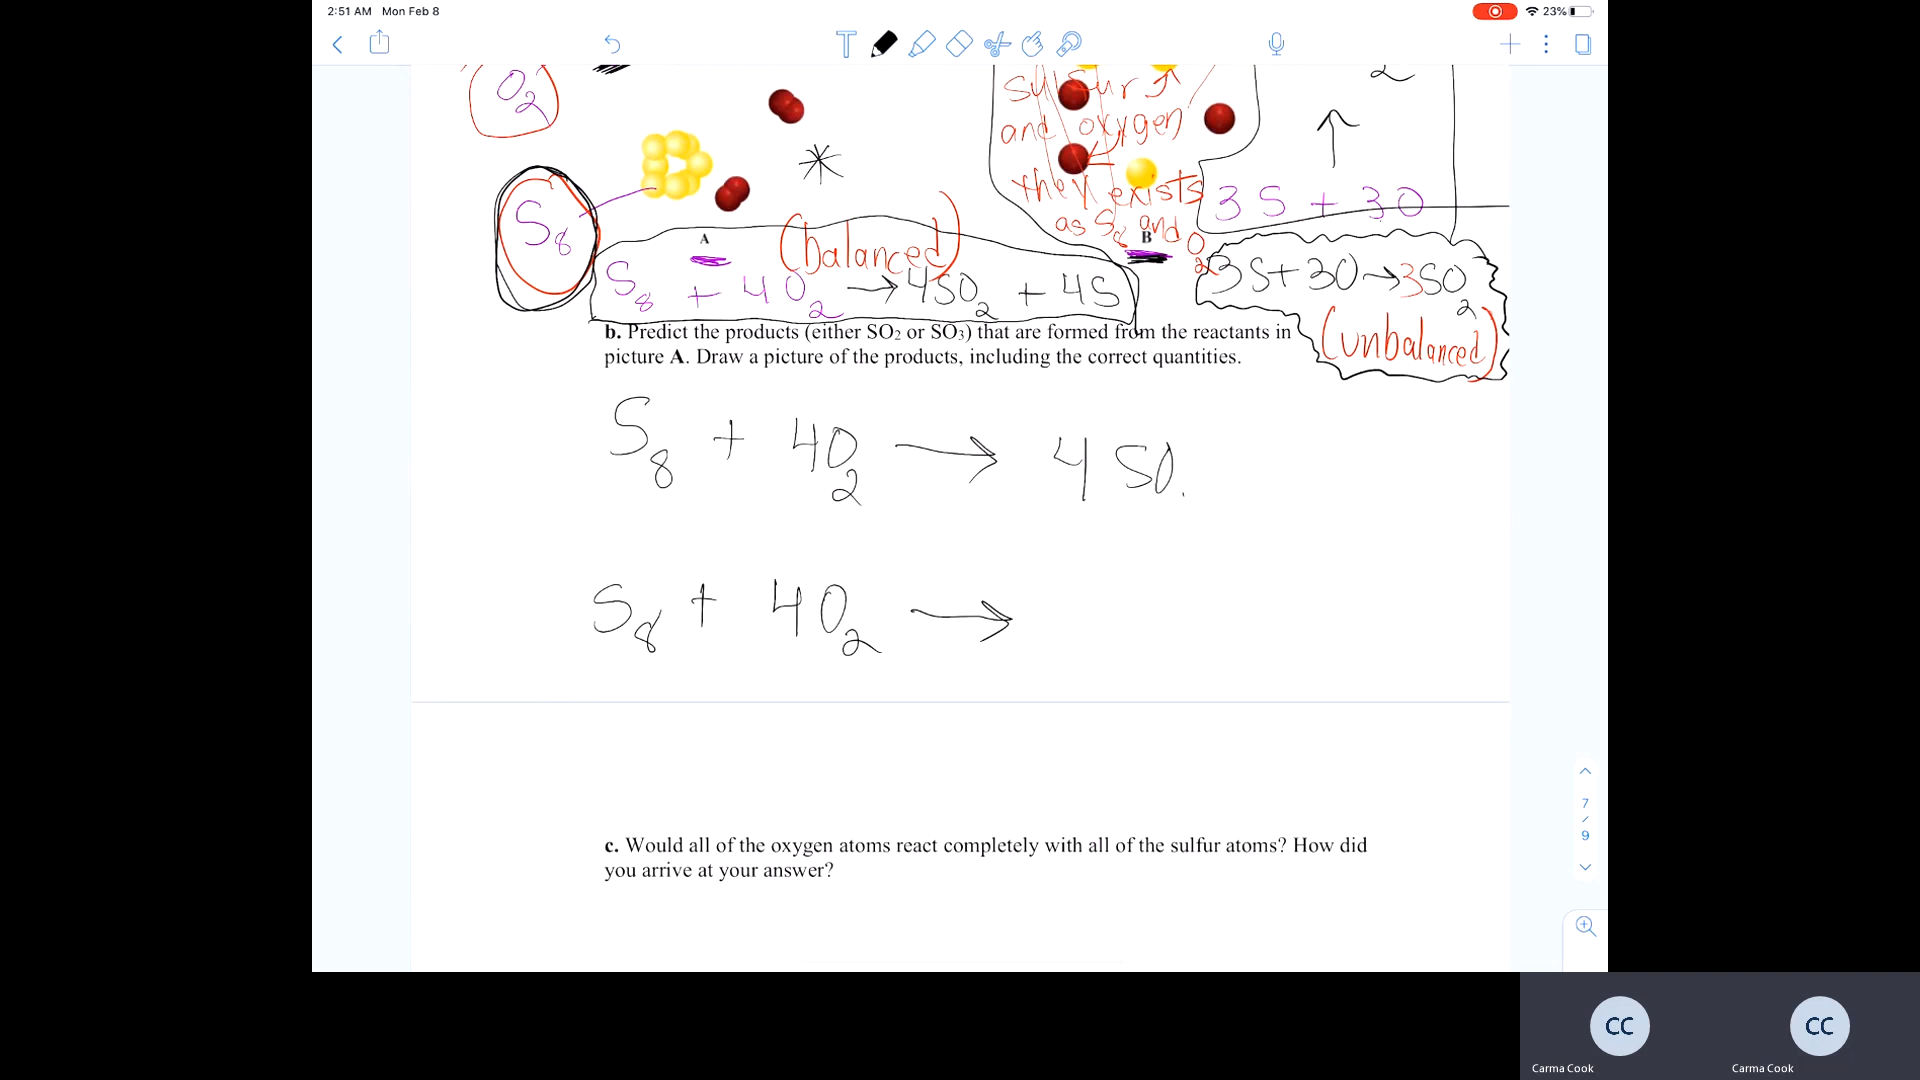 2:51 AM Mon Feb 8
23%
O2
sulfur
and oxygen
2
they exists
S8
3S + 3O
as S8 and O2
A
B
(balanced)
S8 + 4O2 → 4SO2 + 4S
3S+3O→3SO2
(unbalanced)
b. Predict the products (either SO2 or SO3) that are formed from the reactants in
picture A. Draw a picture of the products, including the correct quantities.
S8 + 4O2 → 4 SO.
S8 + 4O2 →
7
/
9
c. Would all of the oxygen atoms react completely with all of the sulfur atoms? How did
you arrive at your answer?
CC
CC
Carma Cook
Carma Cook